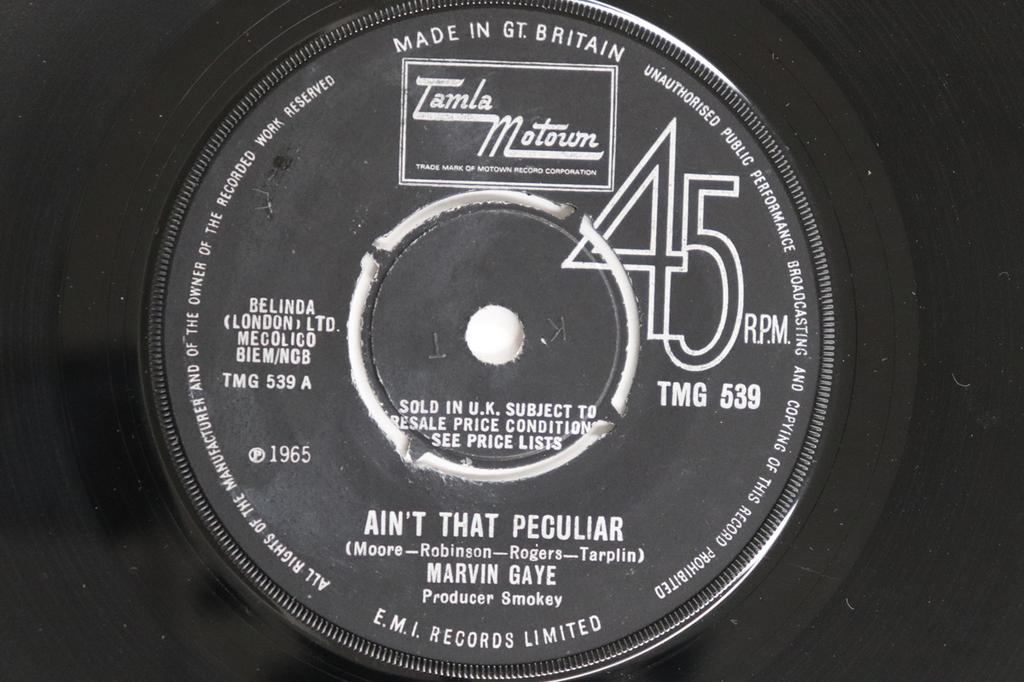 MADE IN GT. BRITAIN
Tamla
Motown
TRADE MARK OF MOTOWN RECORD CORPORATION
UNAUTHORISED PUBLIC PERFORMANCE BROADCASTING AND COPYING OF THIS RECORD PROHIBITED
ALL RIGHTS OF THE MANUFACTURER AND OF THE OWNER OF THE RECORDED WORK RESERVED
45
R.P.M.
TMG 539
BELINDA
(LONDON) LTD.
MECOLICO
BIEM/NCB
TMG 539 A
℗ 1965
K T
SOLD IN U.K. SUBJECT TO
RESALE PRICE CONDITIONS
SEE PRICE LISTS
AIN'T THAT PECULIAR
(Moore—Robinson—Rogers—Tarplin)
MARVIN GAYE
Producer Smokey
E.M.I. RECORDS LIMITED